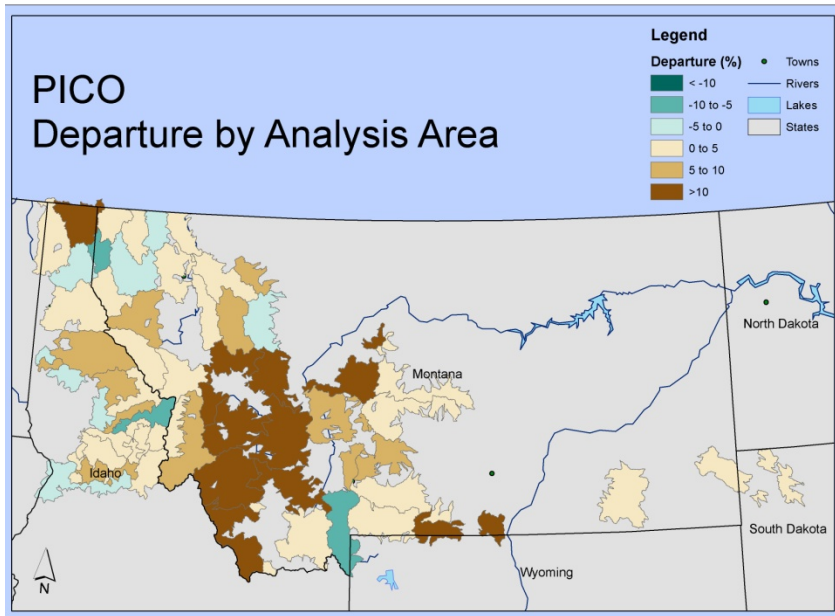 PICO
Departure by Analysis Area
Legend
Departure (%)
< -10
-10 to -5
-5 to 0
0 to 5
5 to 10
>10
Towns
Rivers
Lakes
States
North Dakota
Montana
Idaho
South Dakota
Wyoming
N